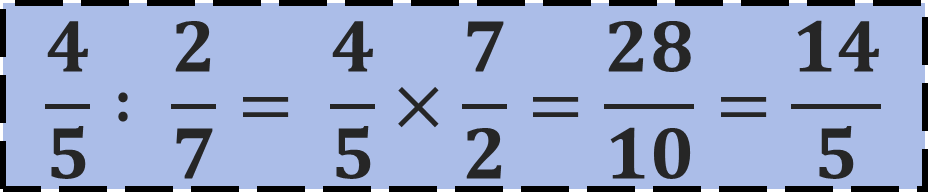 4/5 : 2/7 = 4/5 × 7/2 = 28/10 = 14/5